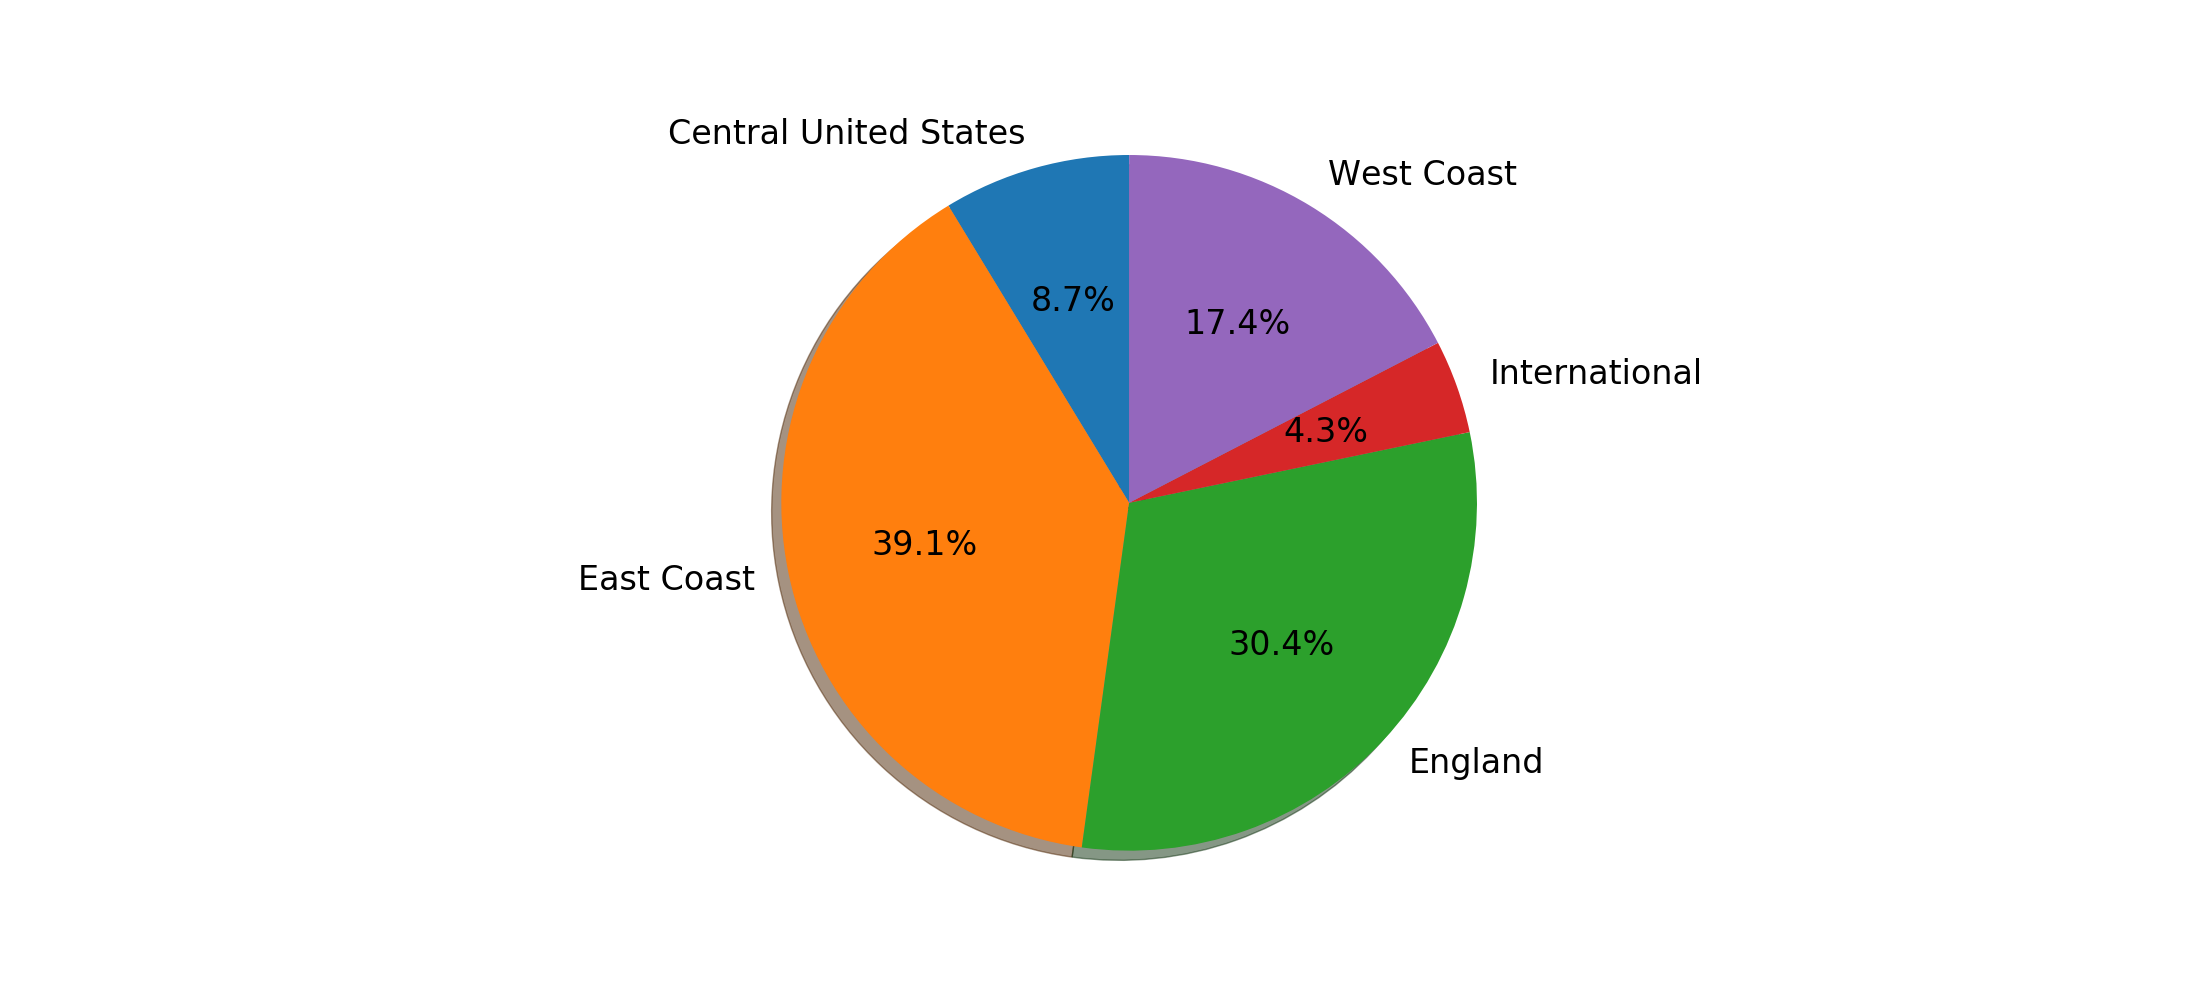 Central United States
West Coast
8.7%
17.4%
International
4.3%
39.1%
East Coast
30.4%
England